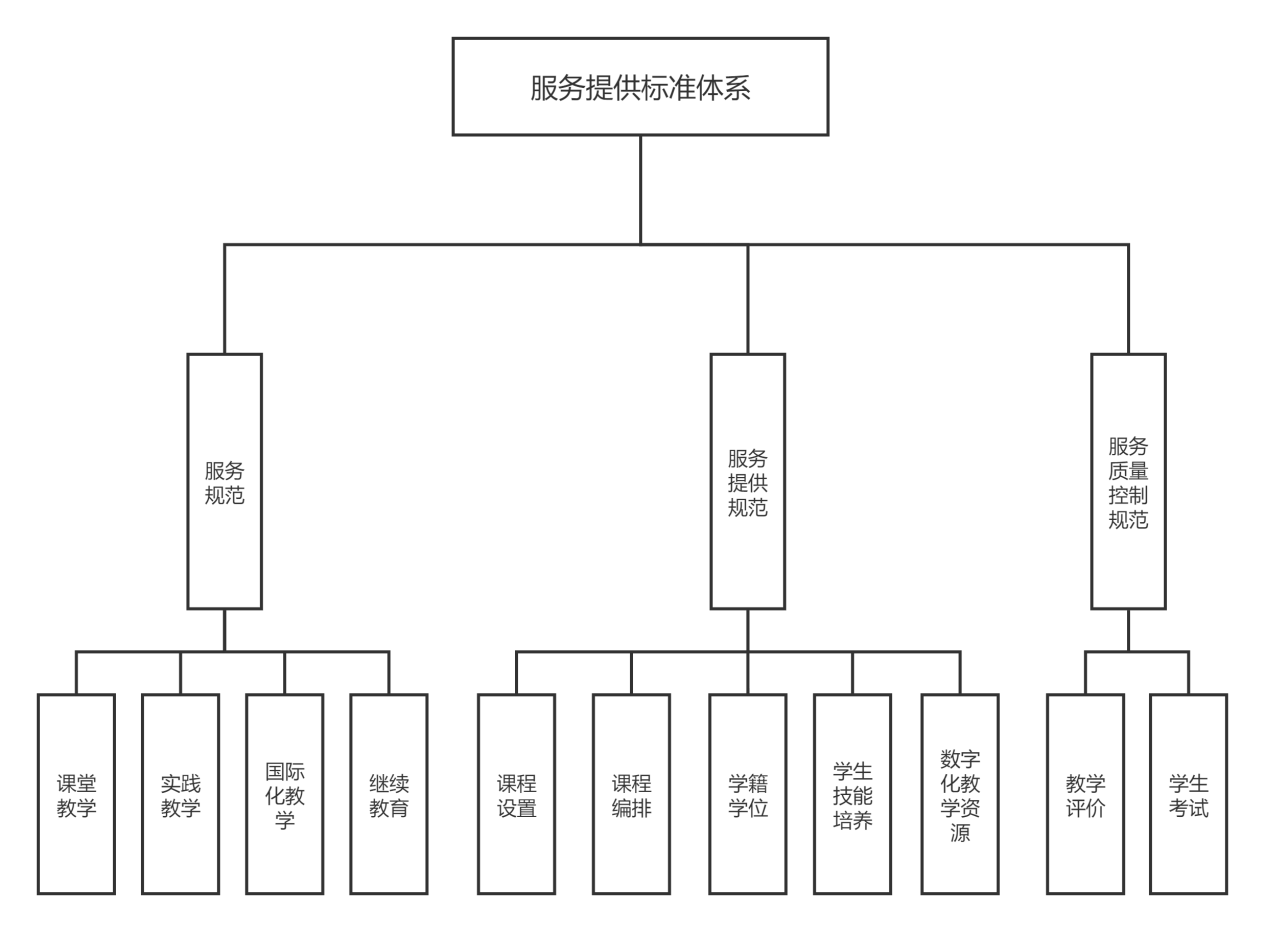 服务提供标准体系
服务
规范
服务
提供
规范
服务
质量
控制
规范
课堂
教学
实践
教学
国际
化教
学
继续
教育
课程
设置
课程
编排
学籍
学位
学生
技能
培养
数字
化教
学资
源
教学
评价
学生
考试